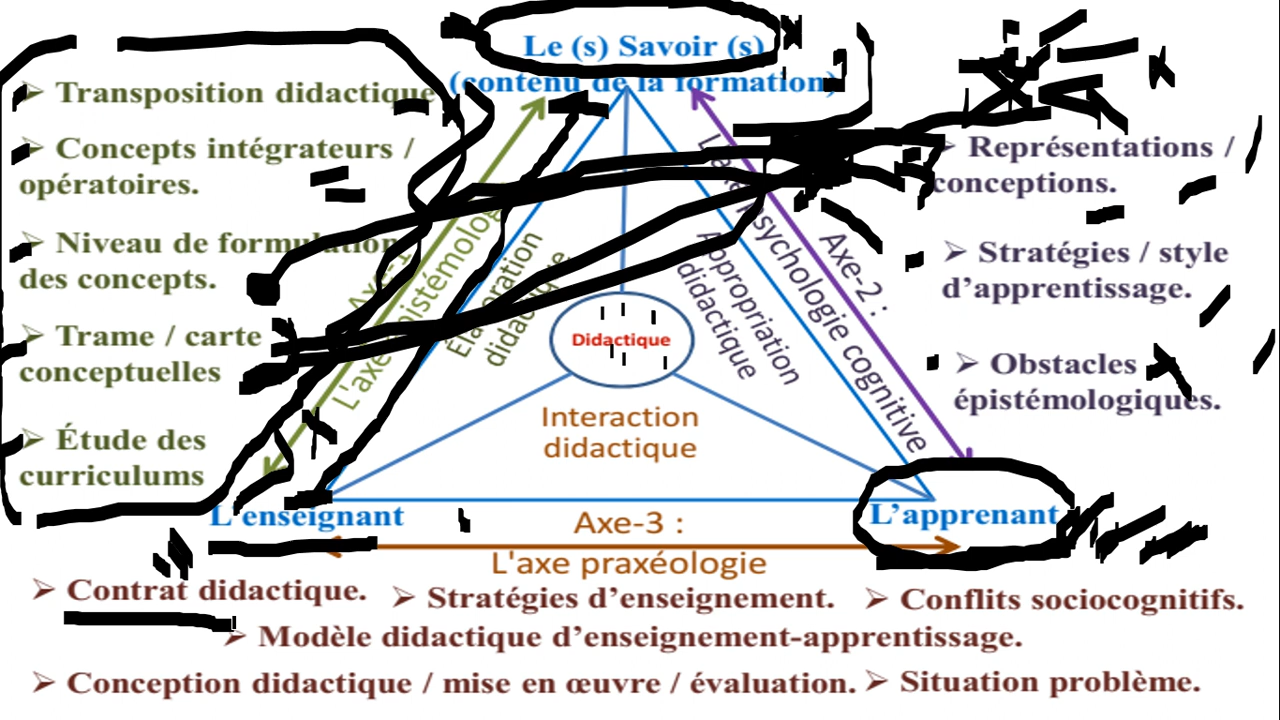 Le (s) Savoir (s)
(contenu de la formation)
➢ Transposition didactique
➢ Concepts intégrateurs /
opératoires.
➢ Niveau de formulation
des concepts.
➢ Trame / carte
conceptuelles
➢ Étude des
curriculums
L'axe
Élaboration
didactique
Didactique
Interaction
didactique
Appropriation
didactique
psychologie cognitive
Axe-2 :
➢ Représentations /
conceptions.
➢ Stratégies / style
d’apprentissage.
➢ Obstacles
épistémologiques.
L'enseignant
L’apprenant
Axe-3 :
L'axe praxéologie
➢ Contrat didactique.
➢ Stratégies d’enseignement.
➢ Conflits sociocognitifs.
➢ Modèle didactique d’enseignement-apprentissage.
➢ Conception didactique / mise en œuvre / évaluation.
➢ Situation problème.